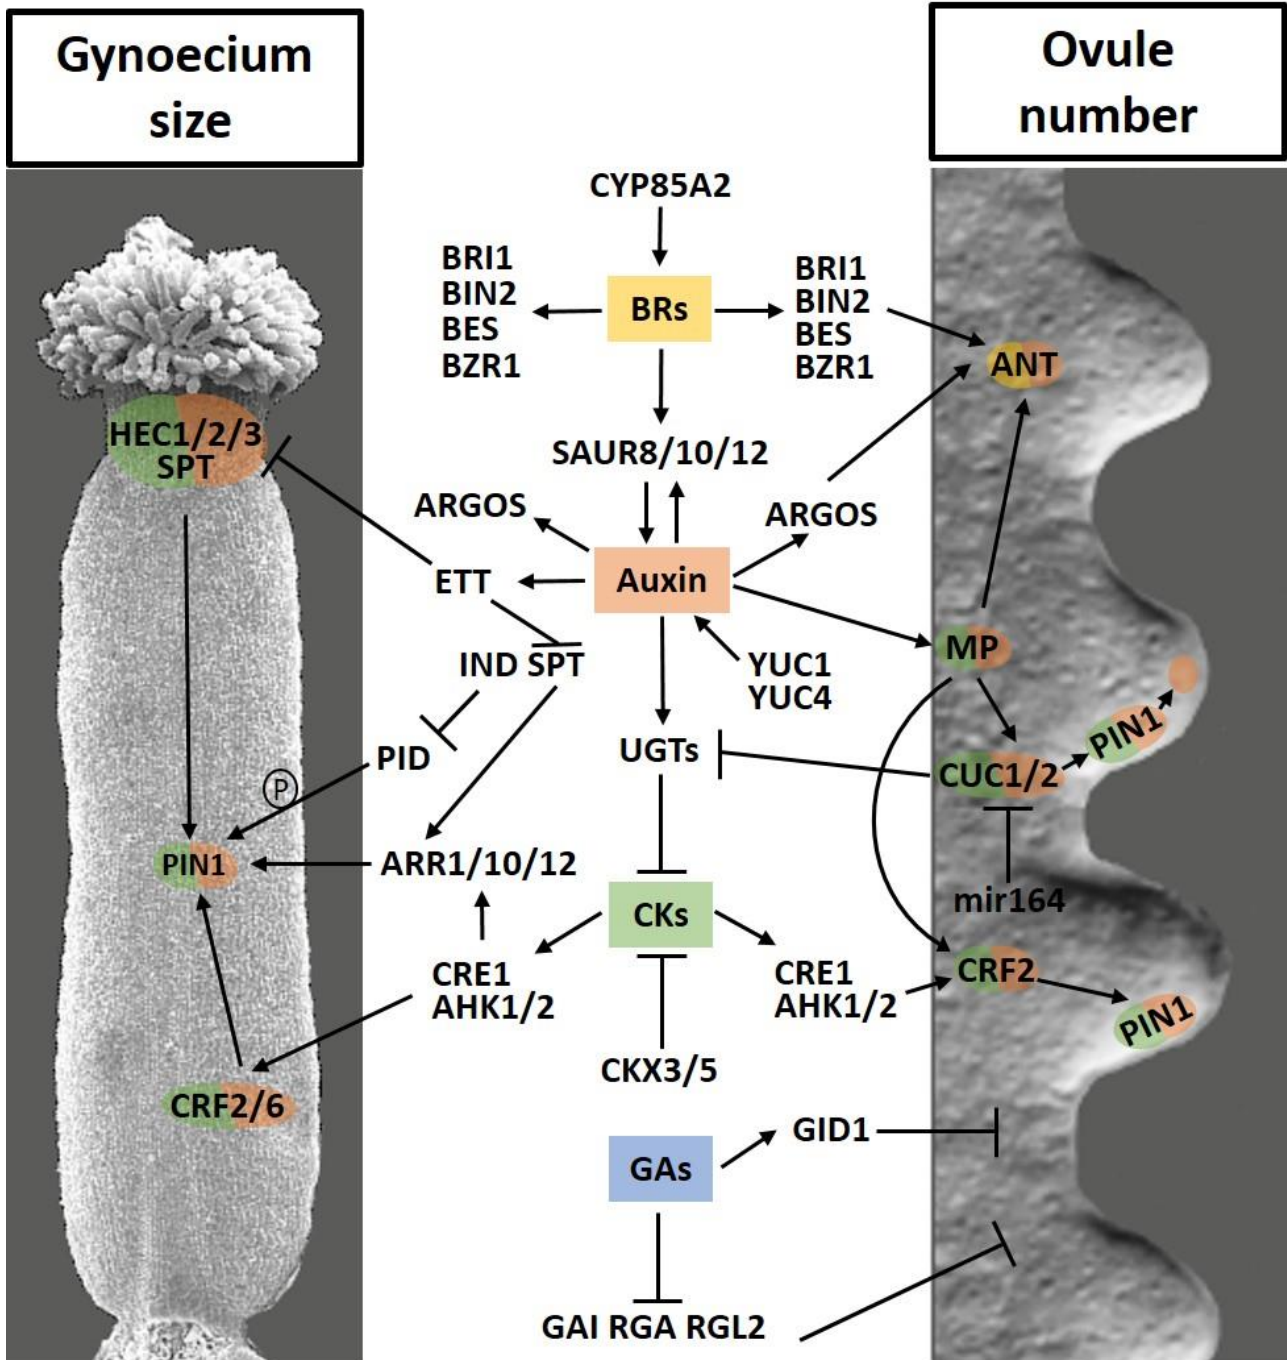 Gynoecium
size
Ovule
number
CYP85A2
BRI1
BIN2
BES
BZR1
BRs
BRI1
BIN2
BES
BZR1
ANT
HEC1/2/3
SPT
SAUR8/10/12
ARGOS
ARGOS
ETT
Auxin
MP
IND SPT
YUC1
YUC4
PID
UGTs
PIN1
CUC1/2
P
PIN1
ARR1/10/12
CKs
mir164
CRE1
AHK1/2
CRE1
AHK1/2
CRF2
PIN1
CKX3/5
CRF2/6
GID1
GAs
GAI RGA RGL2